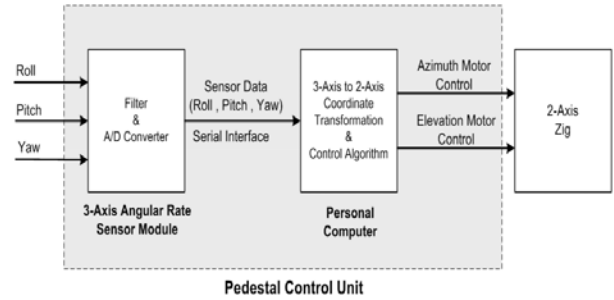 Roll
Pitch
Yaw
Filter
&
A/D Converter
3-Axis Angular Rate
Sensor Module
Sensor Data
(Roll , Pitch , Yaw)
Serial Interface
3-Axis to 2-Axis
Coordinate
Transformation
&
Control Algorithm
Personal
Computer
Azimuth Motor
Control
Elevation Motor
Control
2-Axis
Zig
Pedestal Control Unit